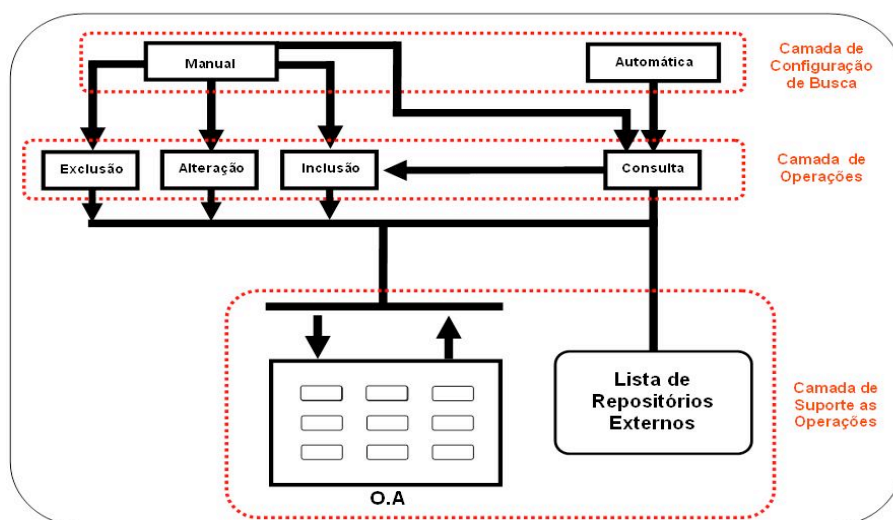 Manual
Automática
Camada de
Configuração
de Busca
Exclusão
Alteração
Inclusão
Consulta
Camada de
Operações
Lista de
Repositórios
Externos
O.A
Camada de
Suporte as
Operações